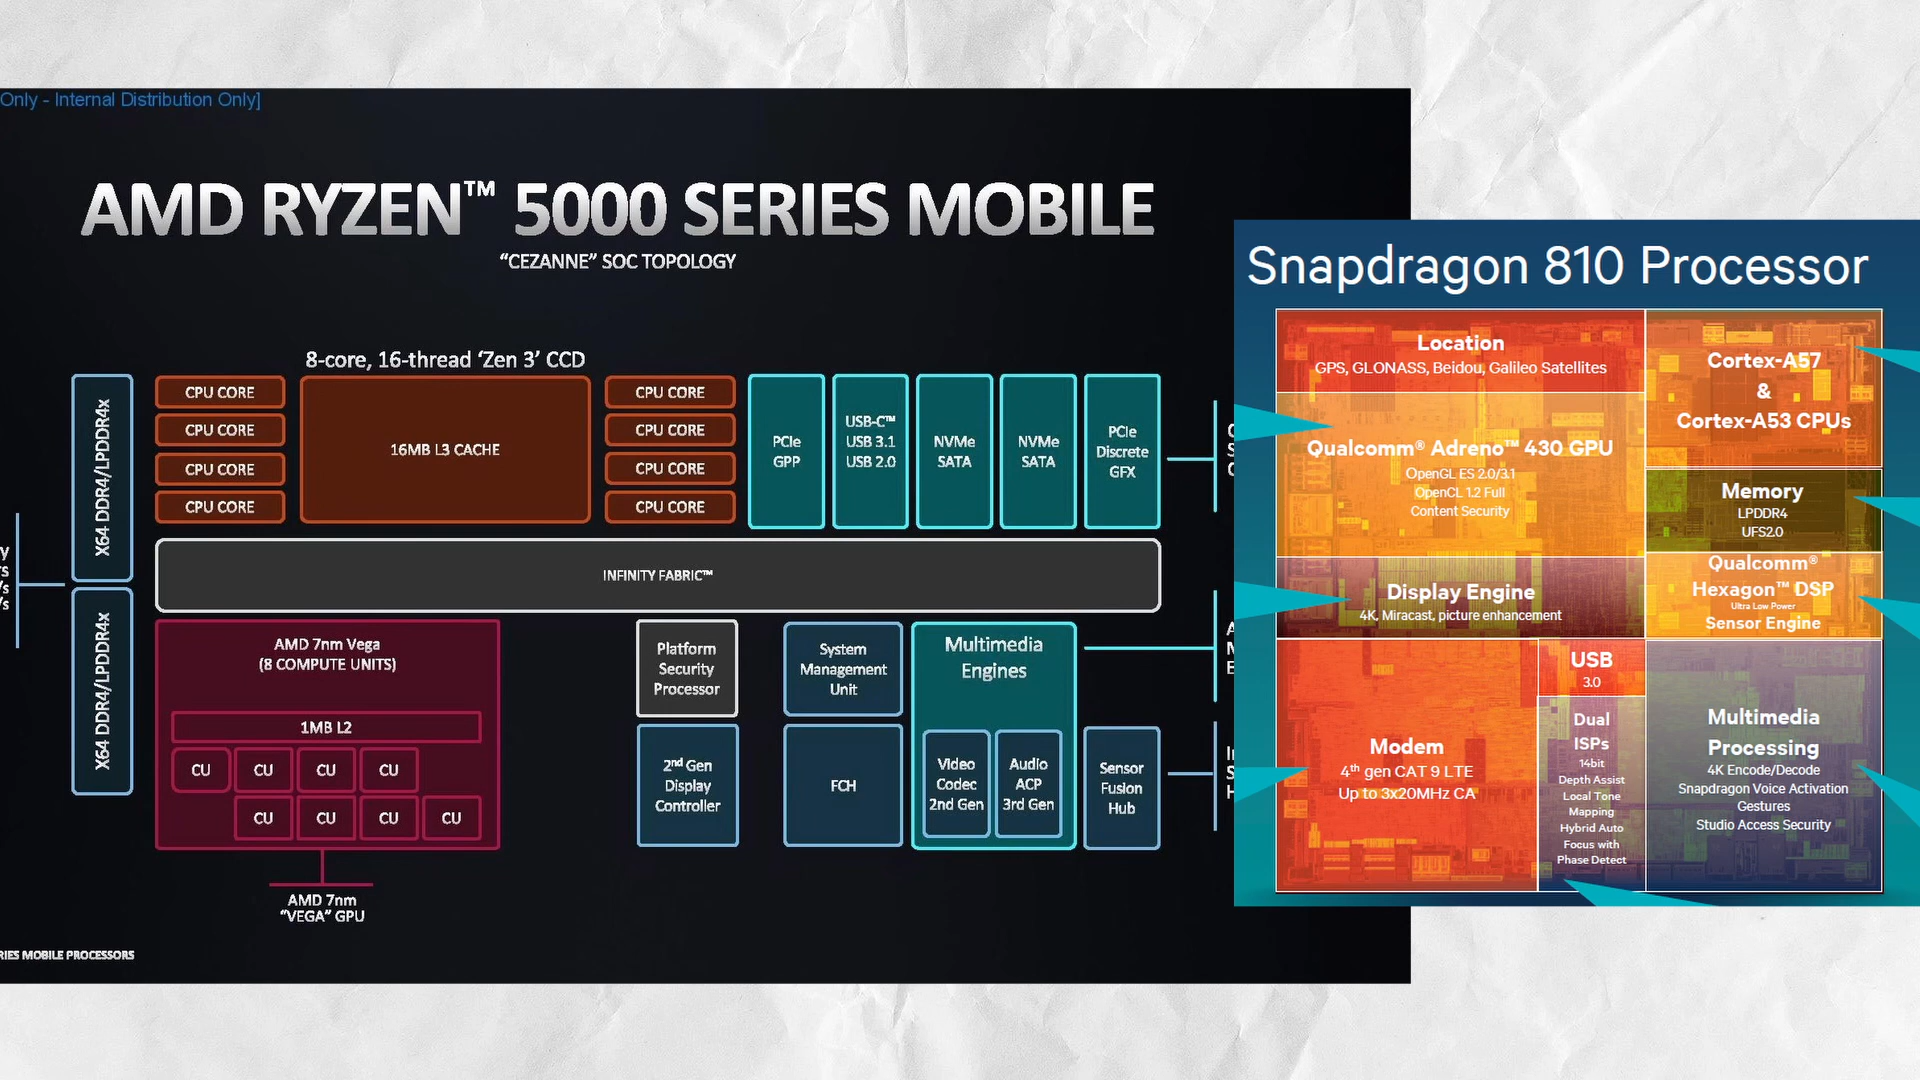 Only - Internal Distribution Only]
AMD RYZEN™ 5000 SERIES MOBILE
“CEZANNE” SOC TOPOLOGY
8-core, 16-thread ‘Zen 3’ CCD
X64 DDR4/LPDDR4x
X64 DDR4/LPDDR4x
CPU CORE
CPU CORE
CPU CORE
CPU CORE
16MB L3 CACHE
CPU CORE
CPU CORE
CPU CORE
CPU CORE
PCIe
GPP
USB-C™
USB 3.1
USB 2.0
NVMe
SATA
NVMe
SATA
PCIe
Discrete
GFX
INFINITY FABRIC™
AMD 7nm Vega
(8 COMPUTE UNITS)
1MB L2
CU
CU
CU
CU
CU
CU
CU
CU
AMD 7nm
“VEGA” GPU
Platform
Security
Processor
2nd Gen
Display
Controller
System
Management
Unit
FCH
Multimedia
Engines
Video
Codec
2nd Gen
Audio
ACP
3rd Gen
Sensor
Fusion
Hub
RIES MOBILE PROCESSORS
Snapdragon 810 Processor
Location
GPS, GLONASS, Beidou, Galileo Satellites
Qualcomm® Adreno™ 430 GPU
OpenGL ES 2.0/3.1
OpenCL 1.2 Full
Content Security
Display Engine
4K, Miracast, picture enhancement
Cortex-A57
&
Cortex-A53 CPUs
Memory
LPDDR4
UFS2.0
Qualcomm®
Hexagon™ DSP
Ultra Low Power
Sensor Engine
Modem
4th gen CAT 9 LTE
Up to 3x20MHz CA
USB
3.0
Dual
ISPs
14bit
Depth Assist
Local Tone
Mapping
Hybrid Auto
Focus with
Phase Detect
Multimedia
Processing
4K Encode/Decode
Snapdragon Voice Activation
Gestures
Studio Access Security